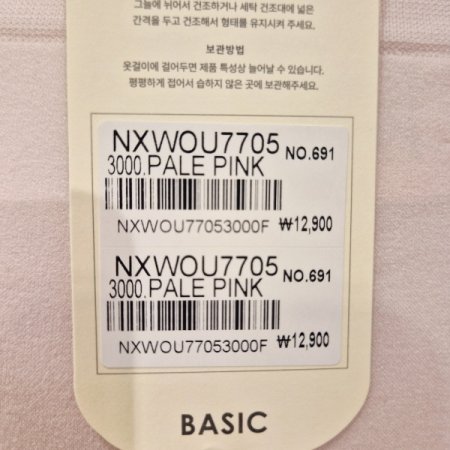 그늘에 뉘어서 건조하거나 세탁 건조대에 넓은
간격을 두고 건조해서 형태를 유지시켜 주세요.
보관방법
옷걸이에 걸어두면 제품 특성상 늘어날 수 있습니다.
평평하게 접어서 습하지 않은 곳에 보관해주세요.
NXWOU7705 NO.691
3000.PALE PINK
NXWOU77053000F ₩12,900
NXWOU7705 NO.691
3000.PALE PINK
NXWOU77053000F ₩12,900
BASIC